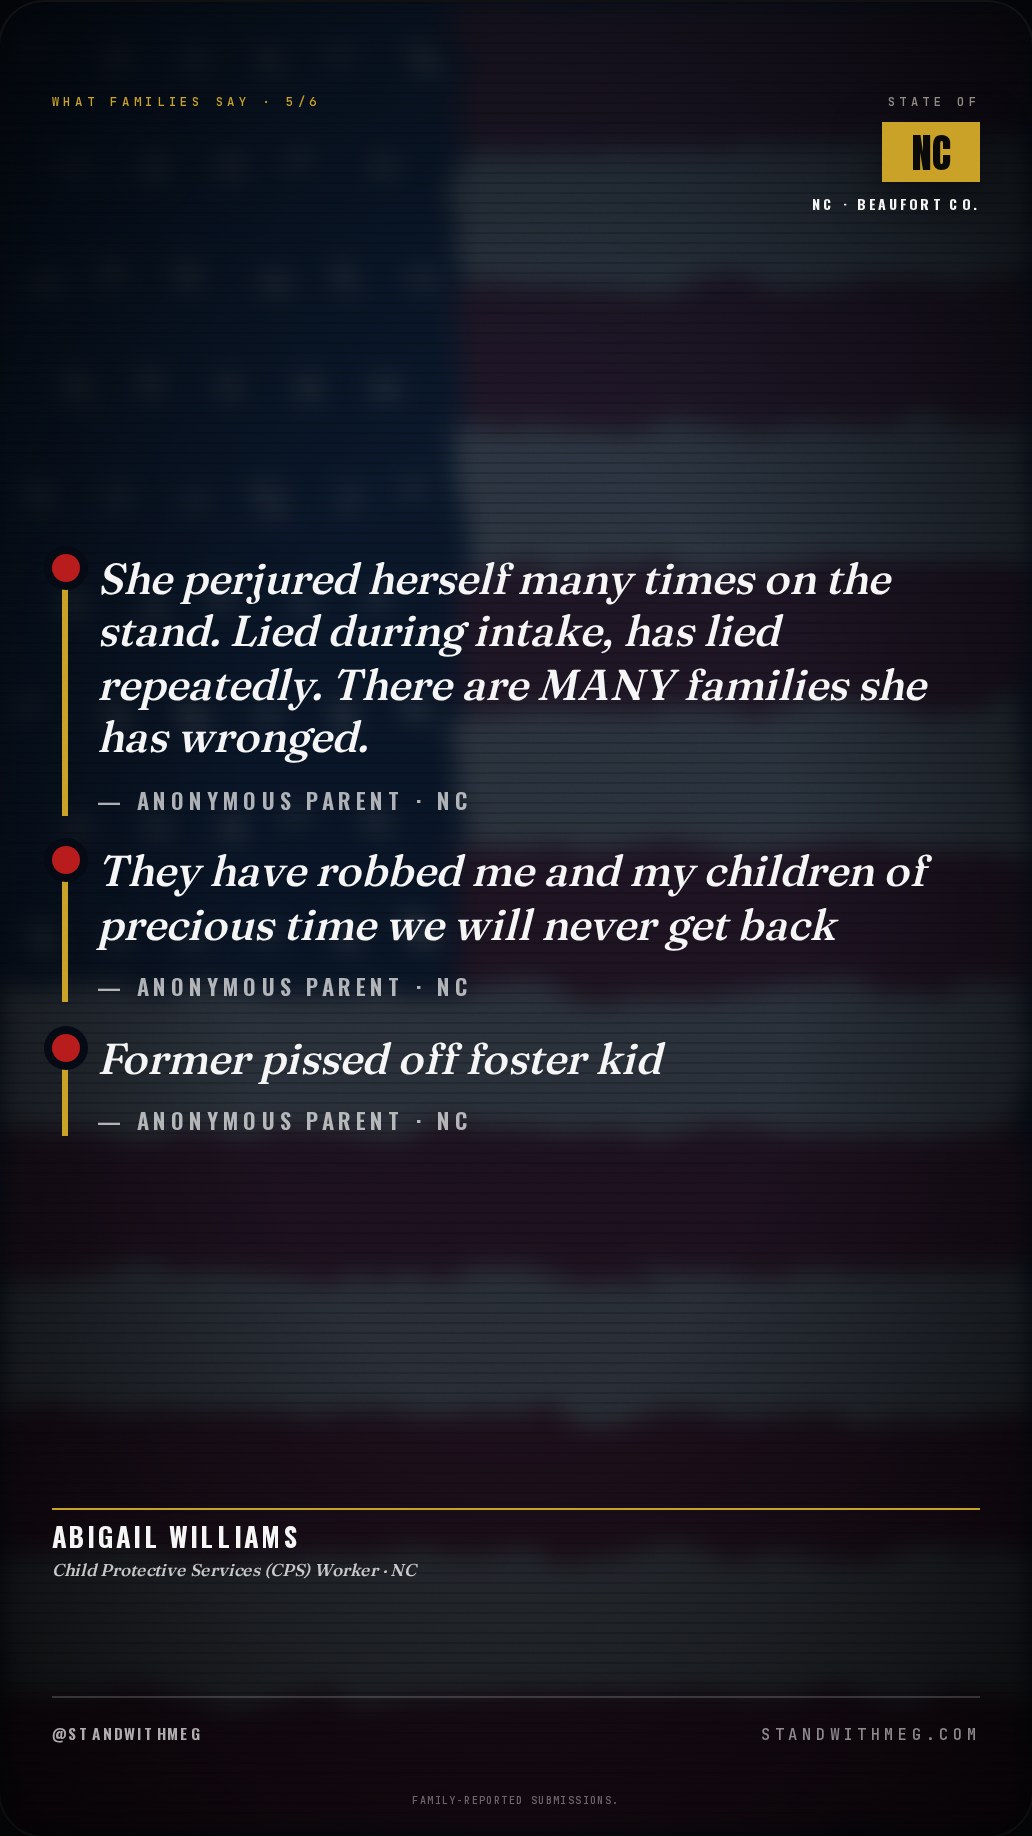 WHAT FAMILIES SAY · 5/6
STATE OF
NC
NC · BEAUFORT CO.
She perjured herself many times on the
stand. Lied during intake, has lied
repeatedly. There are MANY families she
has wronged.
— ANONYMOUS PARENT · NC
They have robbed me and my children of
precious time we will never get back
— ANONYMOUS PARENT · NC
Former pissed off foster kid
— ANONYMOUS PARENT · NC
ABIGAIL WILLIAMS
Child Protective Services (CPS) Worker · NC
@STANDWITHMEG
STANDWITHMEG.COM
FAMILY-REPORTED SUBMISSIONS.